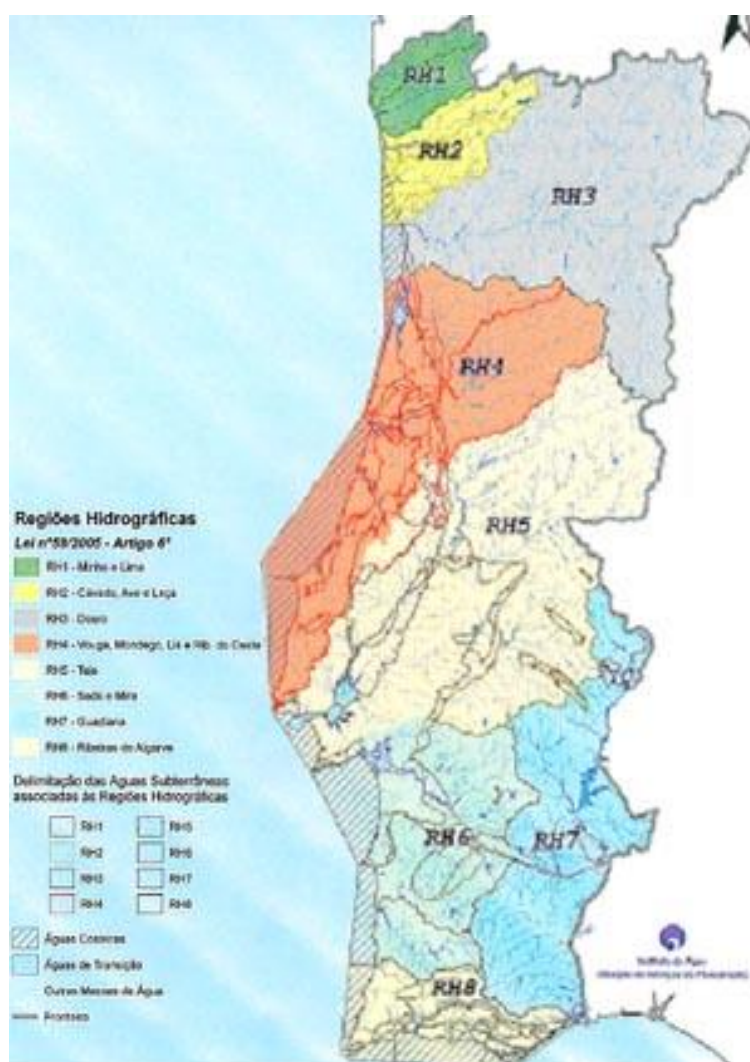 RH1
RH2
RH3
RH4
RH5
RH6
RH7
RH8
Regiões Hidrográficas
Lei nº58/2005 - Artigo 6º
RH1 - Minho e Lima
RH2 - Cávado, Ave e Leça
RH3 - Douro
RH4 - Vouga, Mondego, Lis e Rib. do Oeste
RH5 - Tejo
RH6 - Sado e Mira
RH7 - Guadiana
RH8 - Ribeiras do Algarve
Delimitação das Águas Subterrâneas
associadas às Regiões Hidrográficas
RH1 RH5
RH2 RH6
RH3 RH7
RH4 RH8
Águas Costeiras
Águas de Transição
Outras Massas de Água
Fronteira
Instituto da Água